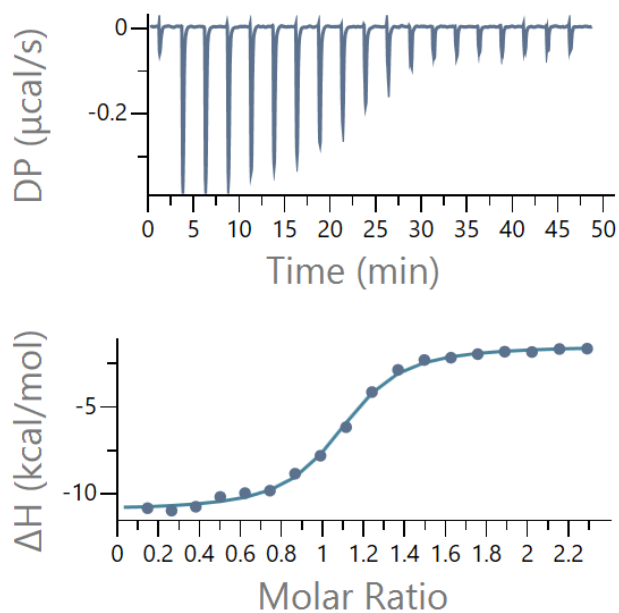 0
-0.2
DP (μcal/s)
0 5 10 15 20 25 30 35 40 45 50
Time (min)
-5
-10
ΔH (kcal/mol)
0 0.2 0.4 0.6 0.8 1 1.2 1.4 1.6 1.8 2 2.2
Molar Ratio